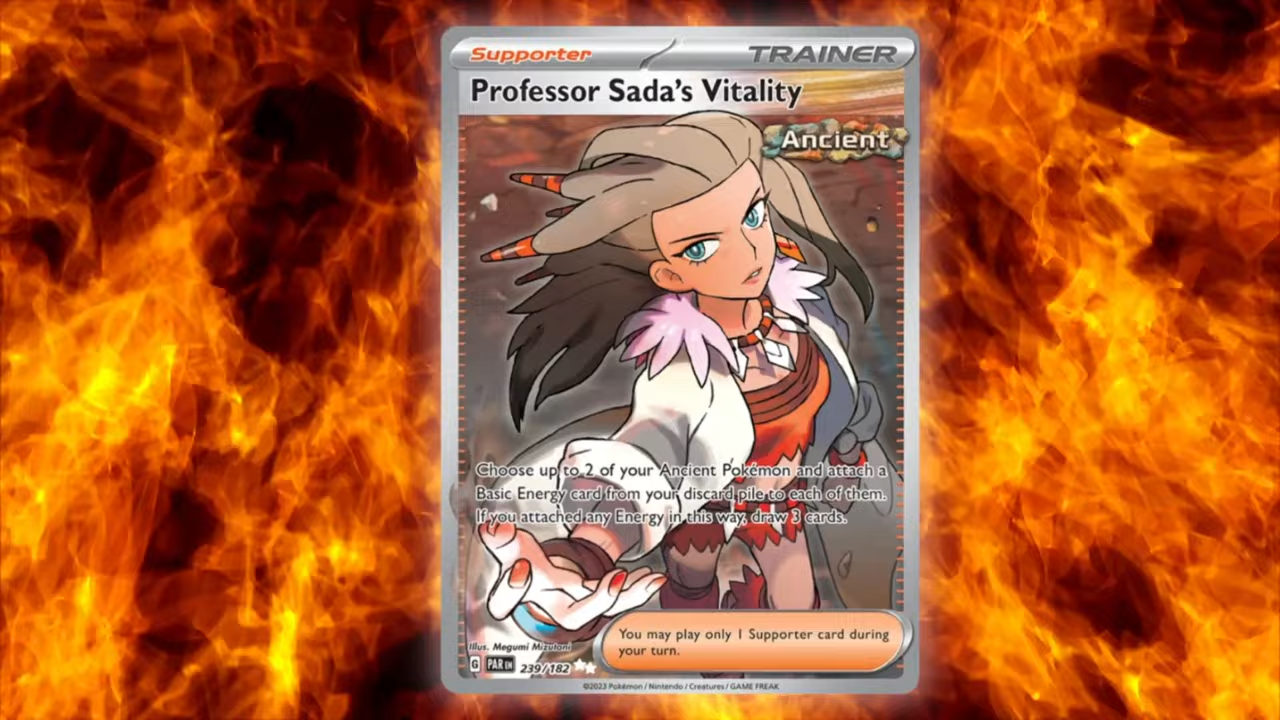 Supporter TRAINER
Professor Sada's Vitality
Ancient
Choose up to 2 of your Ancient Pokémon and attach a
Basic Energy card from your discard pile to each of them.
If you attached any Energy in this way, draw 3 cards.
You may play only 1 Supporter card during
your turn.
Illus. Megumi Mizutani
G PAR EN 239/182
©2023 Pokémon / Nintendo / Creatures / GAME FREAK